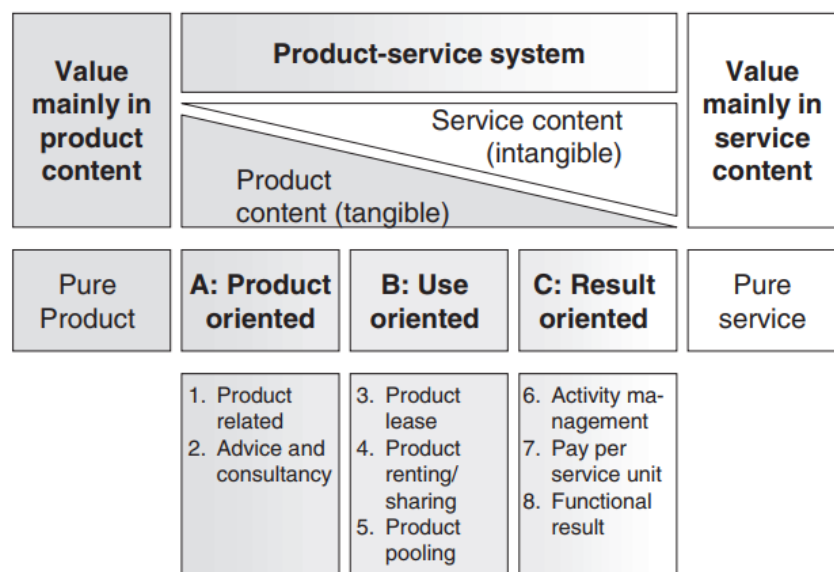 Value
mainly in
product
content
Product-service system
Service content
(intangible)
Product
content (tangible)
Value
mainly in
service
content
Pure
Product
A: Product
oriented
B: Use
oriented
C: Result
oriented
Pure
service
1. Product
related
2. Advice and
consultancy
3. Product
lease
4. Product
renting/
sharing
5. Product
pooling
6. Activity ma-
nagement
7. Pay per
service unit
8. Functional
result